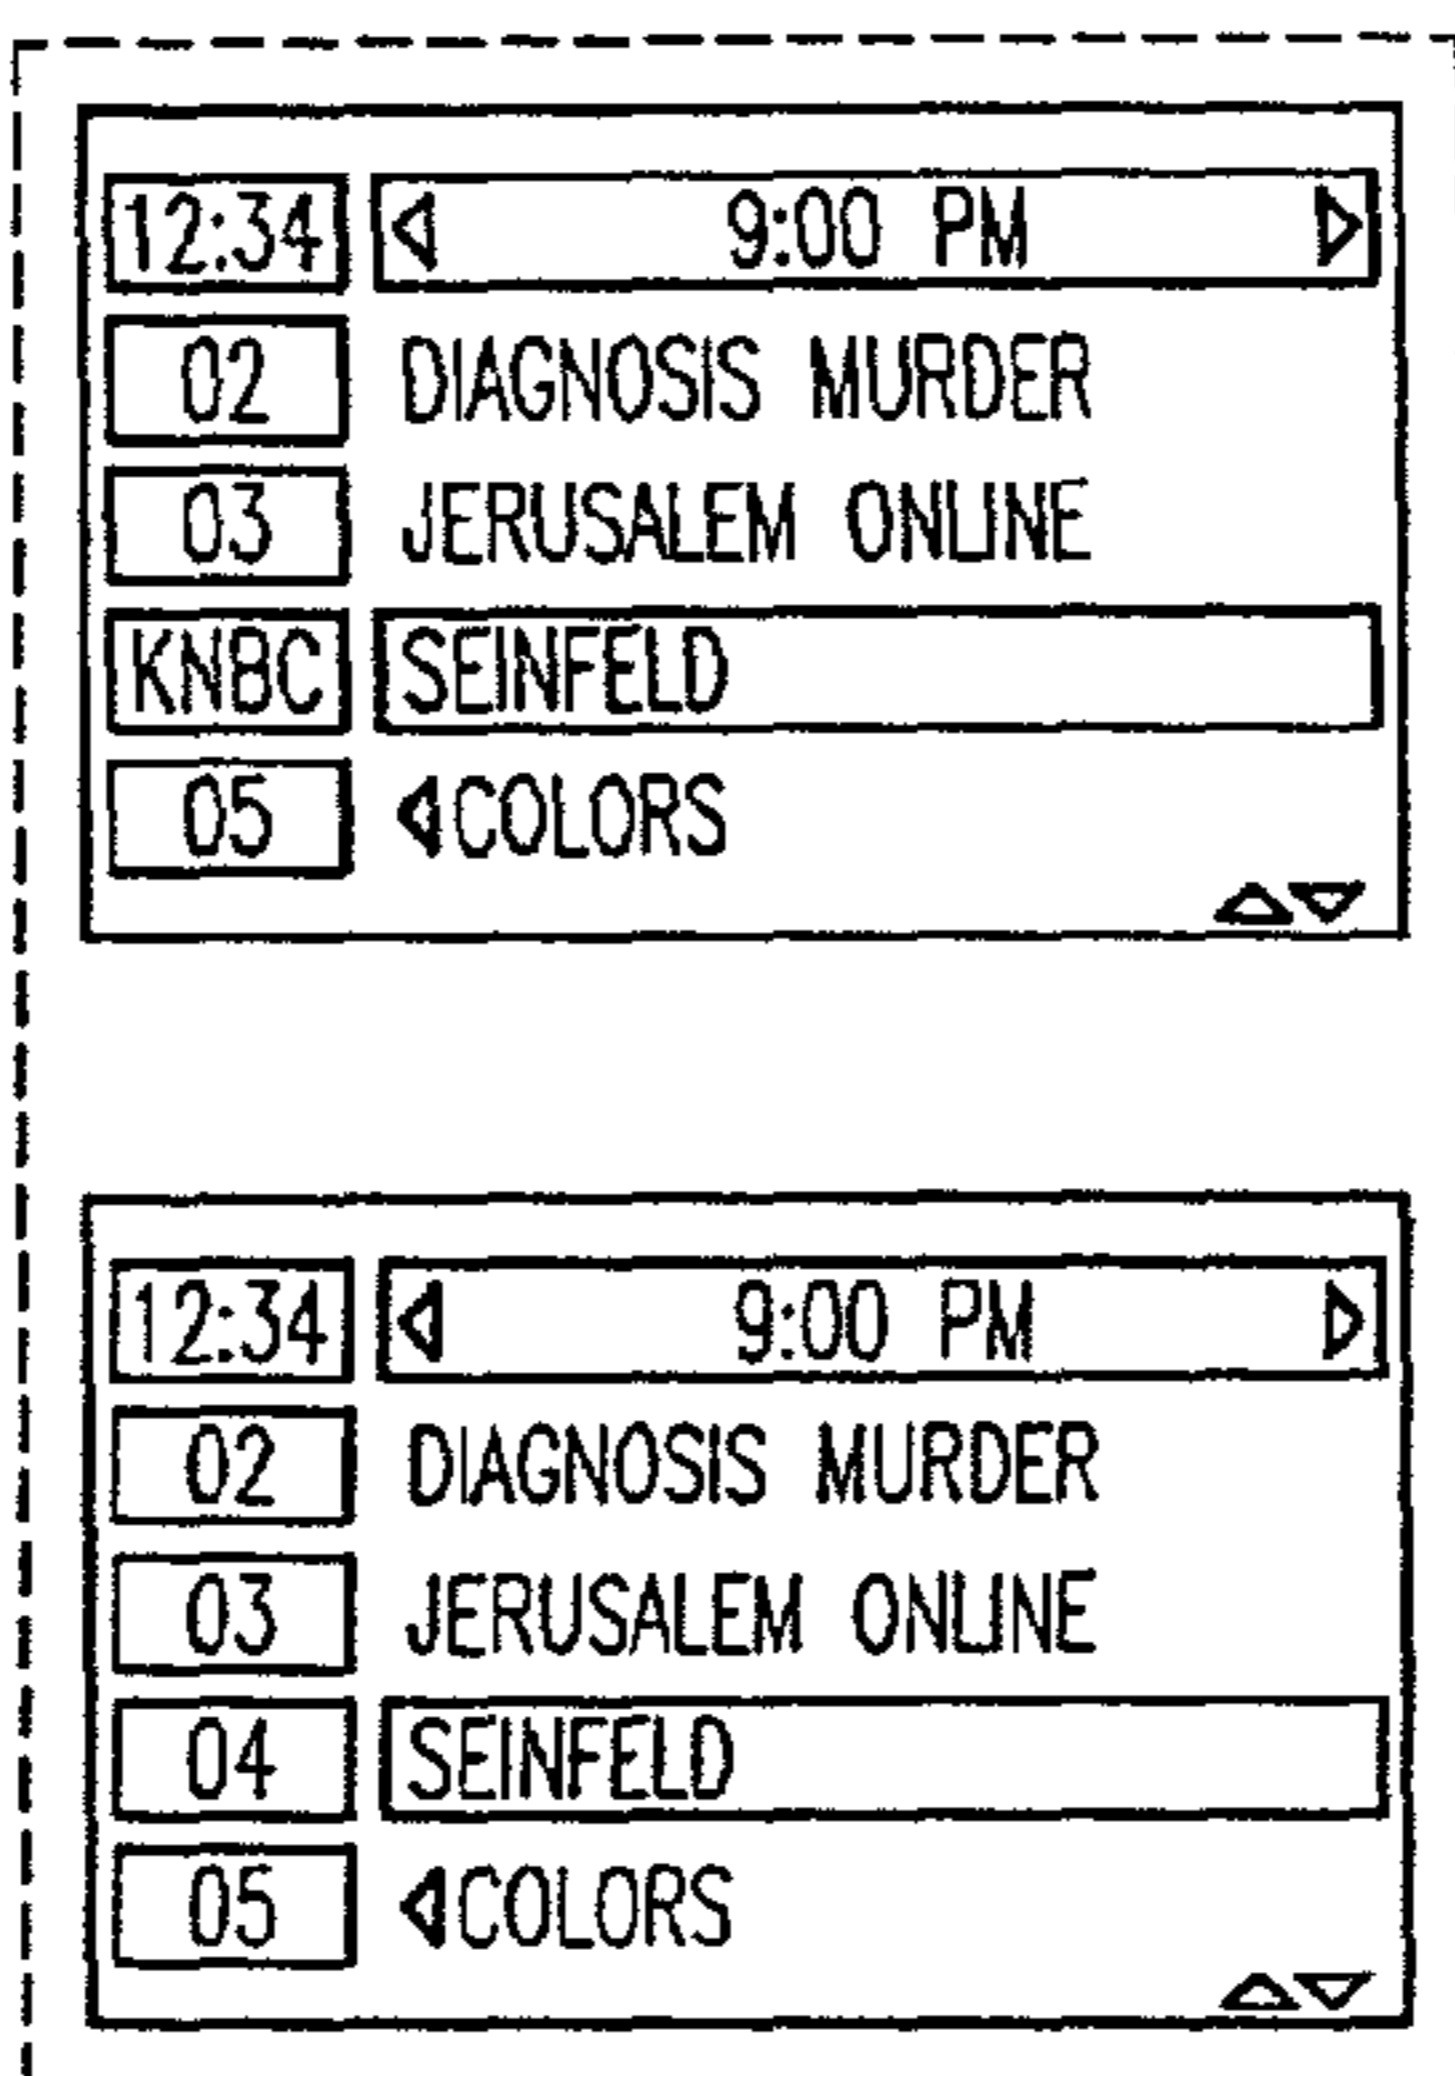 12:34 9:00 PM
02 DIAGNOSIS MURDER
03 JERUSALEM ONLINE
KNBC SEINFELD
05 COLORS
12:34 9:00 PM
02 DIAGNOSIS MURDER
03 JERUSALEM ONLINE
04 SEINFELD
05 COLORS